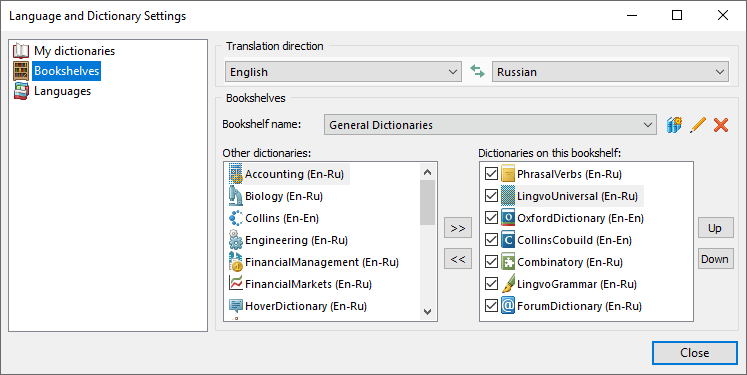 Language and Dictionary Settings
My dictionaries
Bookshelves
Languages
Translation direction
English
Russian
Bookshelves
Bookshelf name:
General Dictionaries
Other dictionaries:
Accounting (En-Ru)
Biology (En-Ru)
Collins (En-En)
Engineering (En-Ru)
FinancialManagement (En-Ru)
FinancialMarkets (En-Ru)
HoverDictionary (En-Ru)
>>
<<
Dictionaries on this bookshelf:
PhrasalVerbs (En-Ru)
LingvoUniversal (En-Ru)
OxfordDictionary (En-En)
CollinsCobuild (En-En)
Combinatory (En-Ru)
LingvoGrammar (En-Ru)
ForumDictionary (En-Ru)
Up
Down
Close